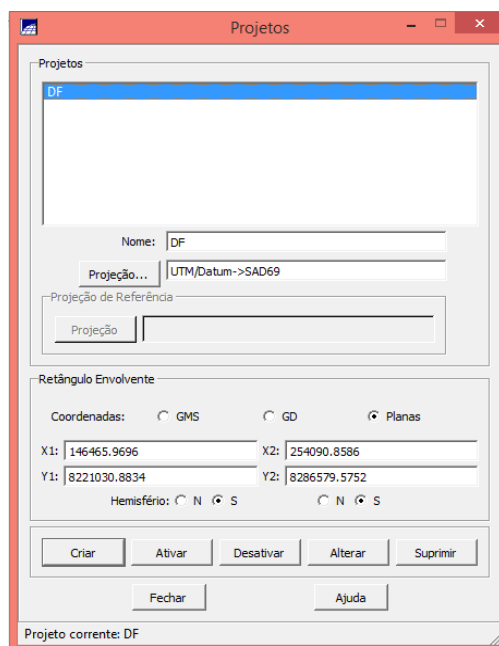 Projetos
Projetos
DF
Nome: DF
Projeção... UTM/Datum->SAD69
Projeção de Referência
Projeção
Retângulo Envolvente
Coordenadas: GMS GD Planas
X1: 146465.9696 X2: 254090.8586
Y1: 8221030.8834 Y2: 8286579.5752
Hemisfério: N S N S
Criar Ativar Desativar Alterar Suprimir
Fechar Ajuda
Projeto corrente: DF